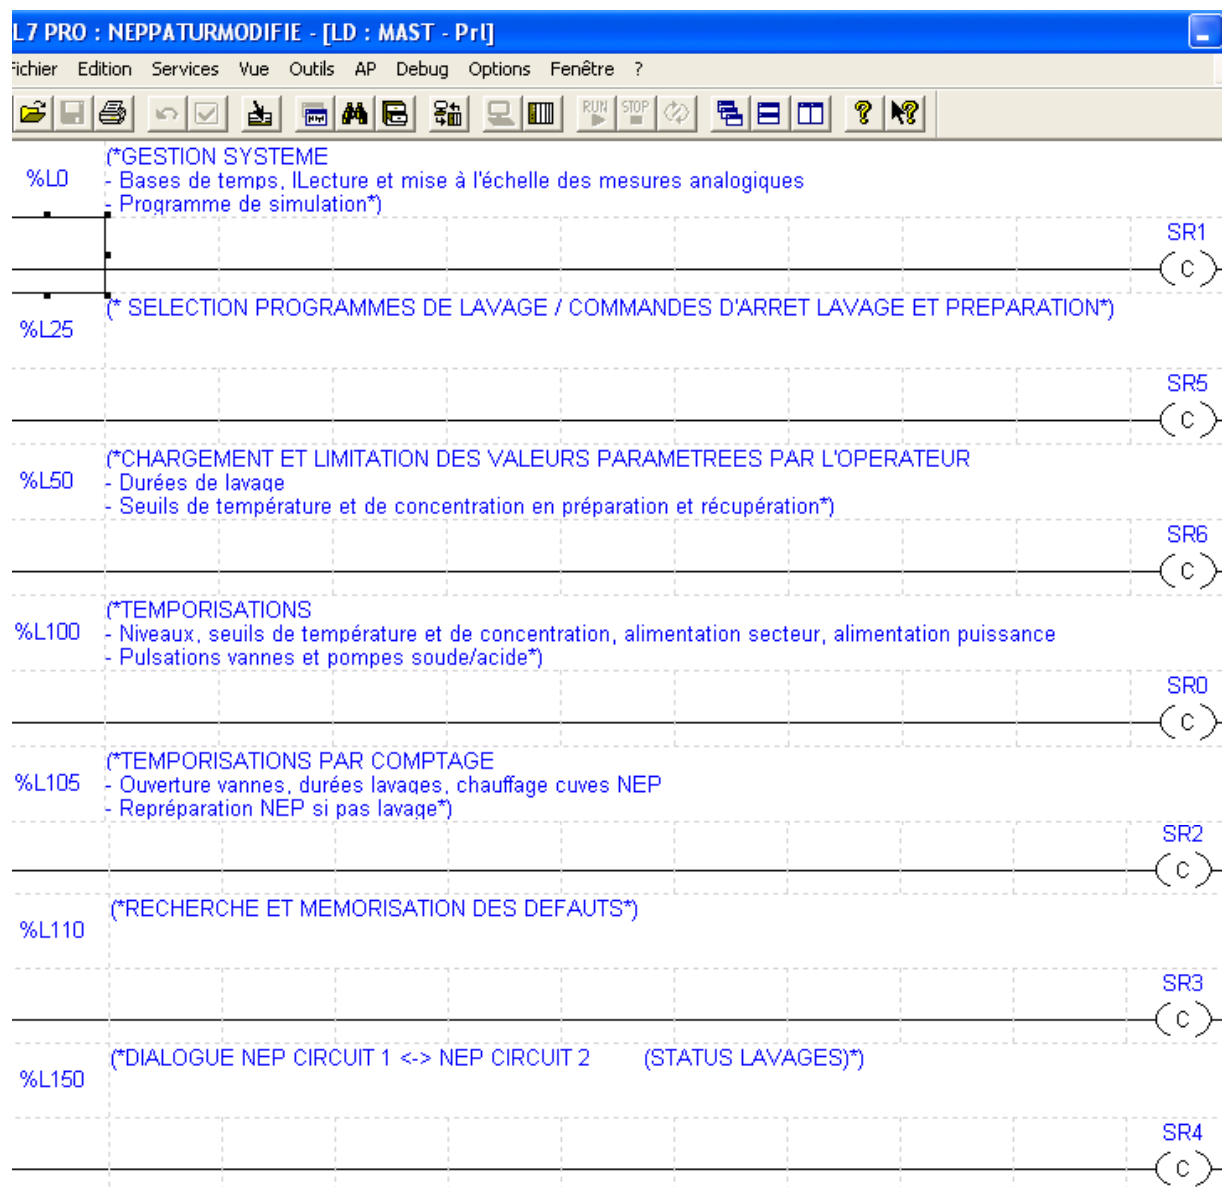 L7 PRO : NEPPATURMODIFIE - [LD : MAST - Prl]
Fichier Edition Services Vue Outils AP Debug Options Fenêtre ?
RUN STOP
%L0
(*GESTION SYSTEME
- Bases de temps, lLecture et mise à l'échelle des mesures analogiques
- Programme de simulation*)
SR1
C
%L25
(* SELECTION PROGRAMMES DE LAVAGE / COMMANDES D'ARRET LAVAGE ET PREPARATION*)
SR5
C
%L50
(*CHARGEMENT ET LIMITATION DES VALEURS PARAMETREES PAR L'OPERATEUR
- Durées de lavage
- Seuils de température et de concentration en préparation et récupération*)
SR6
C
%L100
(*TEMPORISATIONS
- Niveaux, seuils de température et de concentration, alimentation secteur, alimentation puissance
- Pulsations vannes et pompes soude/acide*)
SR0
C
%L105
(*TEMPORISATIONS PAR COMPTAGE
- Ouverture vannes, durées lavages, chauffage cuves NEP
- Repréparation NEP si pas lavage*)
SR2
C
%L110
(*RECHERCHE ET MEMORISATION DES DEFAUTS*)
SR3
C
%L150
(*DIALOGUE NEP CIRCUIT 1 <-> NEP CIRCUIT 2 (STATUS LAVAGES)*)
SR4
C